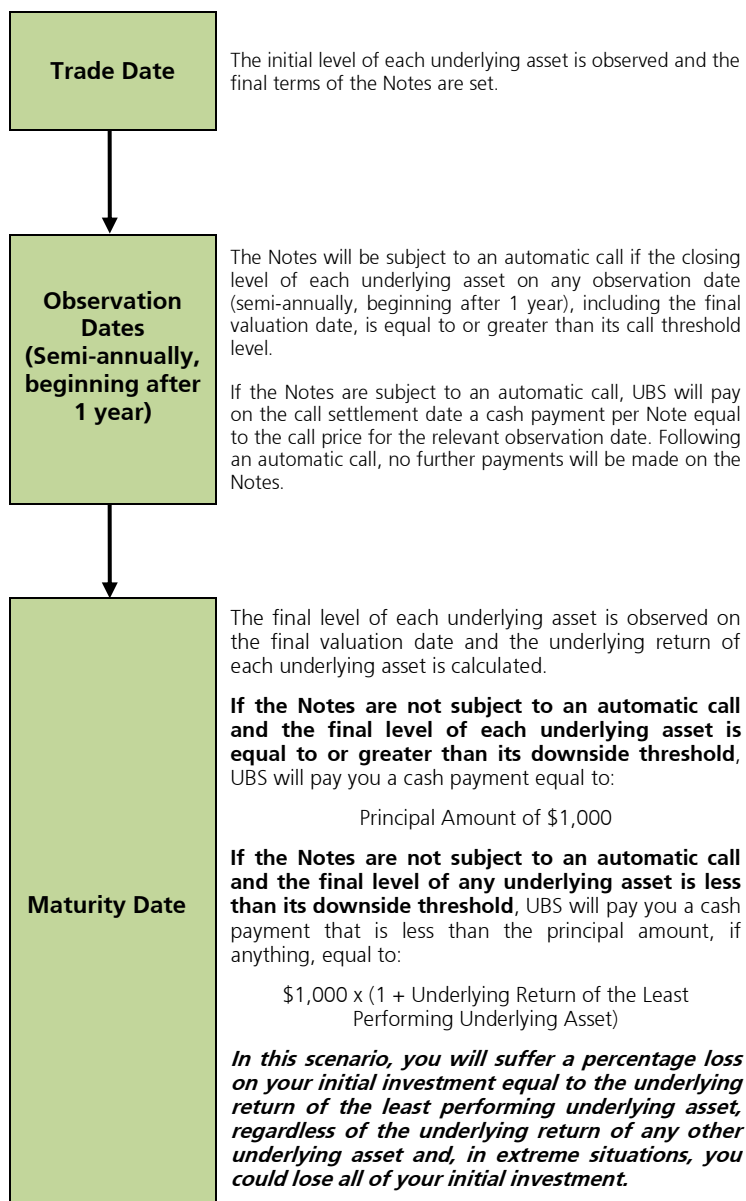 Trade Date
The initial level of each underlying asset is observed and the
final terms of the Notes are set.
Observation
Dates
(Semi-annually,
beginning after
1 year)
The Notes will be subject to an automatic call if the closing
level of each underlying asset on any observation date
(semi-annually, beginning after 1 year), including the final
valuation date, is equal to or greater than its call threshold
level.
If the Notes are subject to an automatic call, UBS will pay
on the call settlement date a cash payment per Note equal
to the call price for the relevant observation date. Following
an automatic call, no further payments will be made on the
Notes.
Maturity Date
The final level of each underlying asset is observed on
the final valuation date and the underlying return of
each underlying asset is calculated.
If the Notes are not subject to an automatic call
and the final level of each underlying asset is
equal to or greater than its downside threshold,
UBS will pay you a cash payment equal to:
Principal Amount of $1,000
If the Notes are not subject to an automatic call
and the final level of any underlying asset is less
than its downside threshold, UBS will pay you a cash
payment that is less than the principal amount, if
anything, equal to:
$1,000 x (1 + Underlying Return of the Least
Performing Underlying Asset)
In this scenario, you will suffer a percentage loss
on your initial investment equal to the underlying
return of the least performing underlying asset,
regardless of the underlying return of any other
underlying asset and, in extreme situations, you
could lose all of your initial investment.